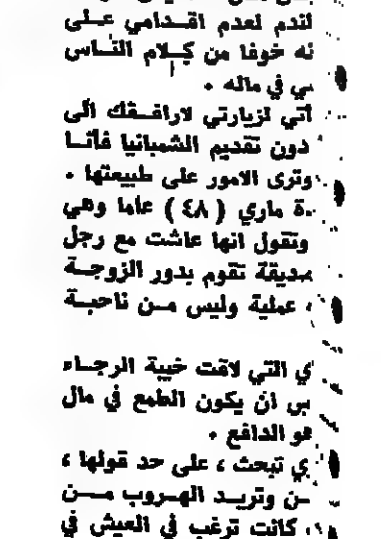 لندم لعدم اقدامي على
نه خوفا من كلام الناس
في ماله .
أتي لزيارتي لارافقك الى
دون تقديم الشمبانيا فأنا
وترى الامور على طبيعتها .
ة ماري ( ٤٨ ) عاما وهي
وتقول انها عاشت مع رجل
صديقة تقوم بدور الزوجة
، عملية وليس من ناحية
ي التي لاقت خيبة الرجاء
ان يكون الطمع في مال
هو الدافع .
ي تبحث ، على حد قولها ،
ن وتريد الهروب من
، كانت ترغب في العيش في